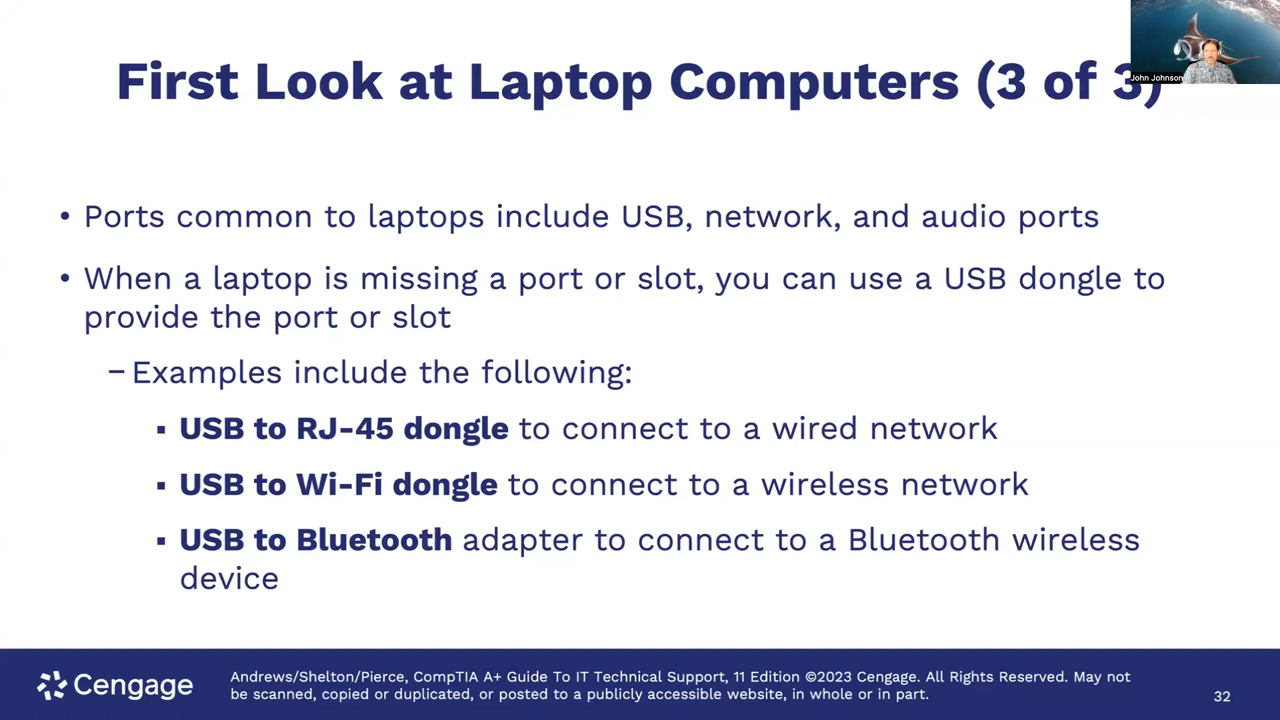 First Look at Laptop Computers (3 of 3)
John Johnson
• Ports common to laptops include USB, network, and audio ports
• When a laptop is missing a port or slot, you can use a USB dongle to
provide the port or slot
– Examples include the following:
▪ USB to RJ-45 dongle to connect to a wired network
▪ USB to Wi-Fi dongle to connect to a wireless network
▪ USB to Bluetooth adapter to connect to a Bluetooth wireless
device
Cengage
Andrews/Shelton/Pierce, CompTIA A+ Guide To IT Technical Support, 11 Edition ©2023 Cengage. All Rights Reserved. May not
be scanned, copied or duplicated, or posted to a publicly accessible website, in whole or in part.
32